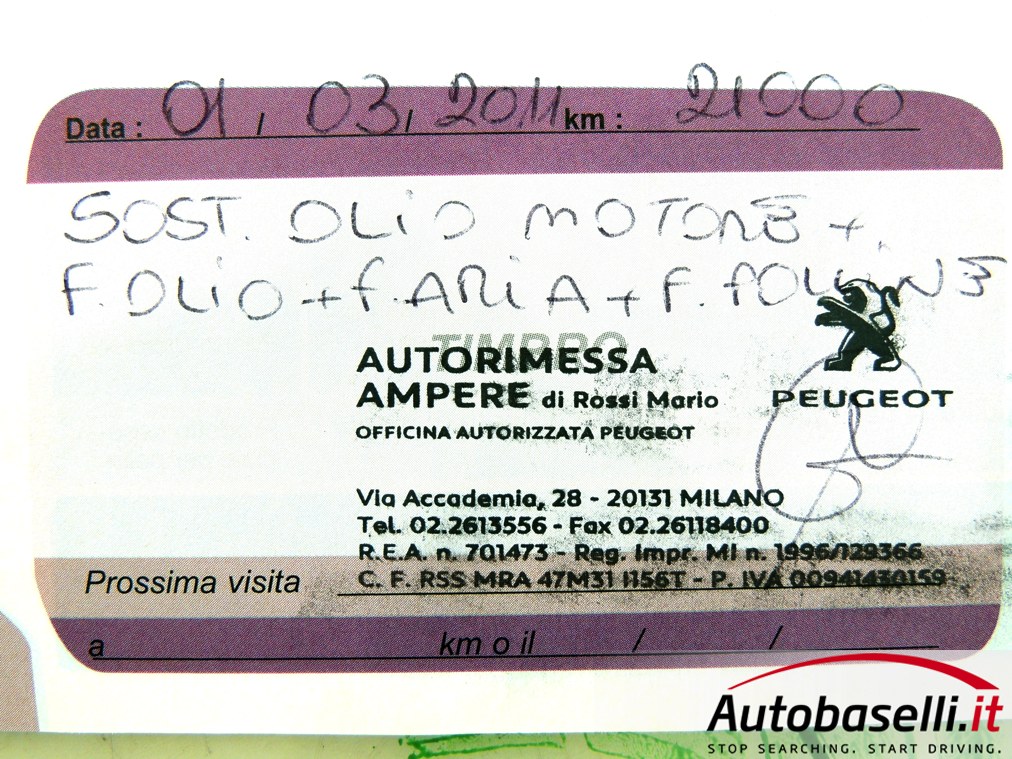 Data : 01 / 03 / 2011 km : 21000
SOST. OLIO MOTORE +
F. OLIO + F. ARIA + F. POLLINE
TIMBRO
AUTORIMESSA
AMPERE di Rossi Mario
PEUGEOT
OFFICINA AUTORIZZATA PEUGEOT
Via Accademia, 28 - 20131 MILANO
Tel. 02.2613556 - Fax 02.26118400
R.E.A. n. 701473 - Reg. Impr. MI n. 1996/129366
Prossima visita C. F. RSS MRA 47M31 I156T - P. IVA 00941430159
a km o il / /
Autobaselli.it
STOP SEARCHING. START DRIVING.